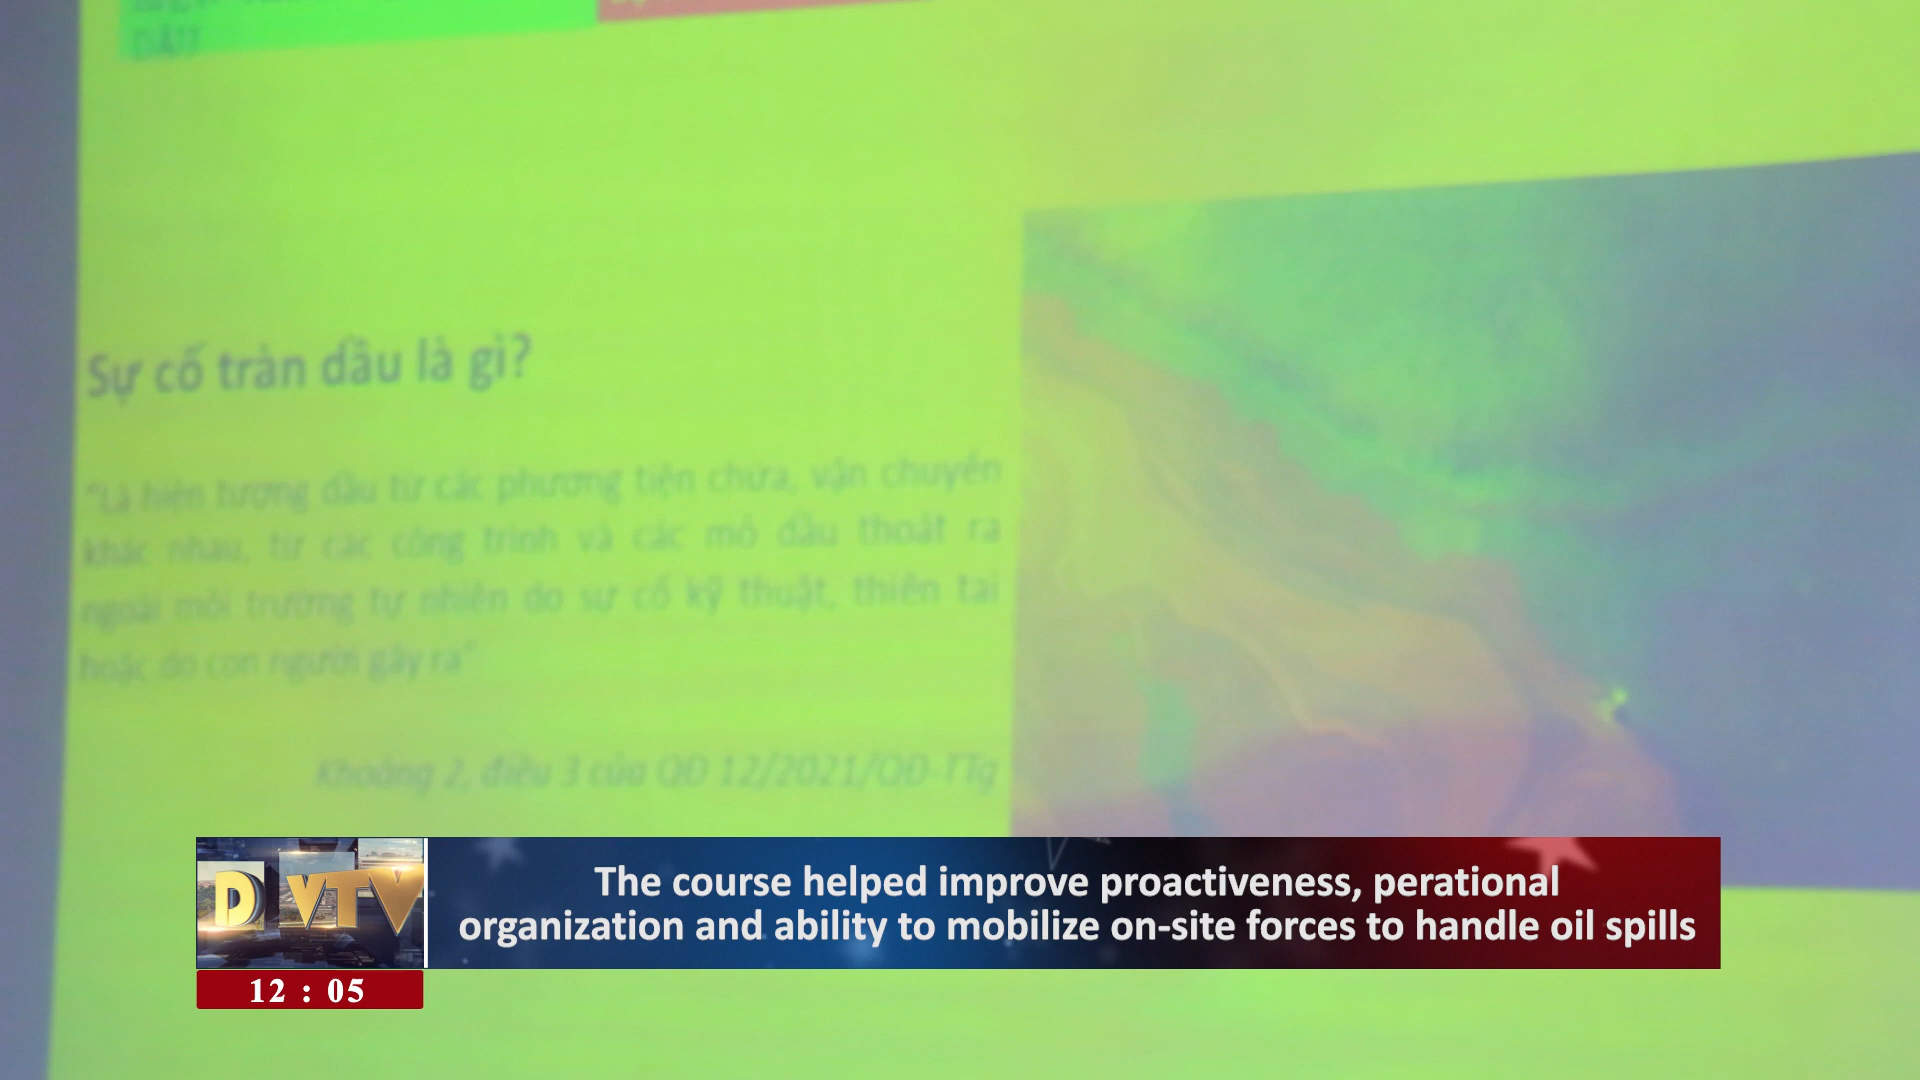 DẦU
Sự cố tràn dầu là gì?
"Là hiện tượng dầu từ các phương tiện chứa, vận chuyển
khác nhau, từ các công trình và các mỏ dầu thoát ra
ngoài môi trường tự nhiên do sự cố kỹ thuật, thiên tai
hoặc do con người gây ra"
Khoảng 2, điều 3 của QĐ 12/2021/QĐ-TTg
DVTV
The course helped improve proactiveness, perational
organization and ability to mobilize on-site forces to handle oil spills
12 : 05